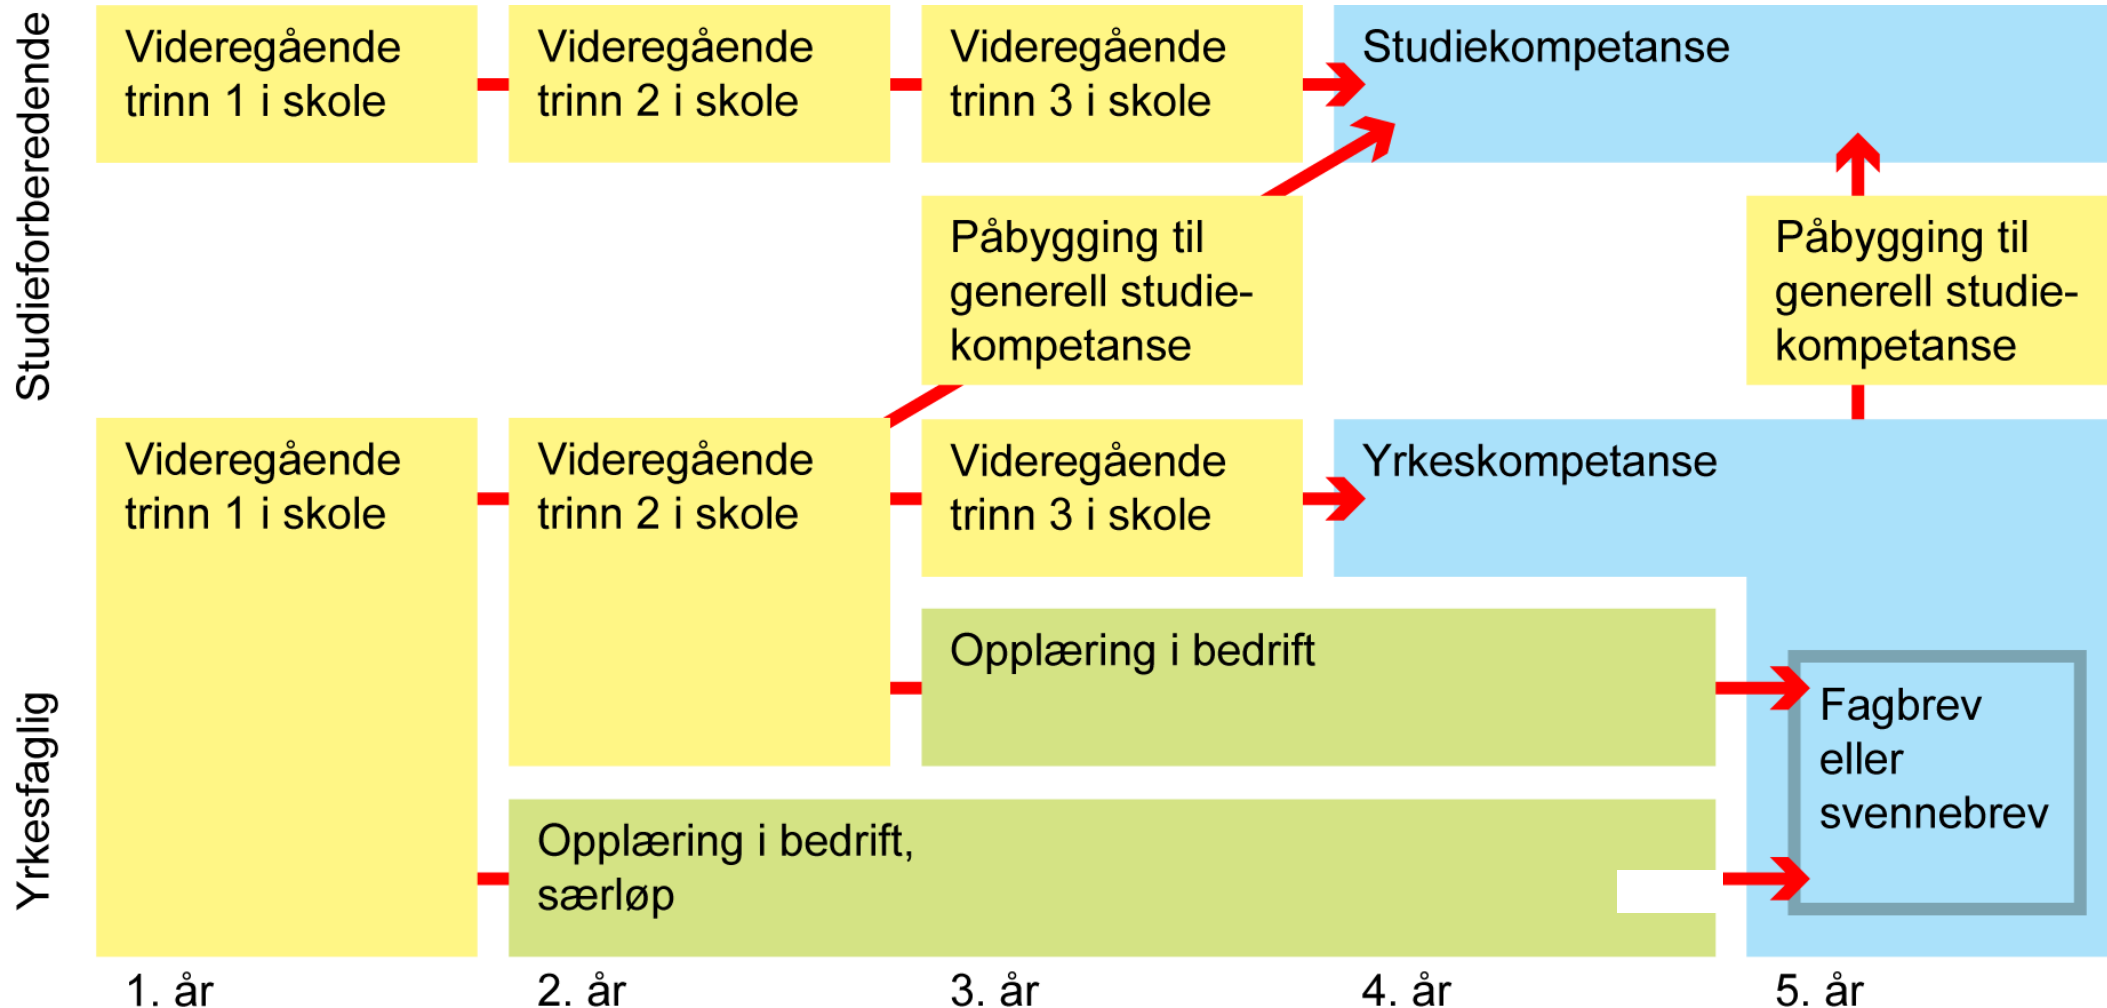 Studieforberedende
Videregående
trinn 1 i skole
Videregående
trinn 2 i skole
Videregående
trinn 3 i skole
Studiekompetanse
Påbygging til
generell studie-
kompetanse
Påbygging til
generell studie-
kompetanse
Yrkesfaglig
Videregående
trinn 1 i skole
Videregående
trinn 2 i skole
Videregående
trinn 3 i skole
Yrkeskompetanse
Opplæring i bedrift
Fagbrev
eller
svennebrev
Opplæring i bedrift,
særløp
1. år
2. år
3. år
4. år
5. år